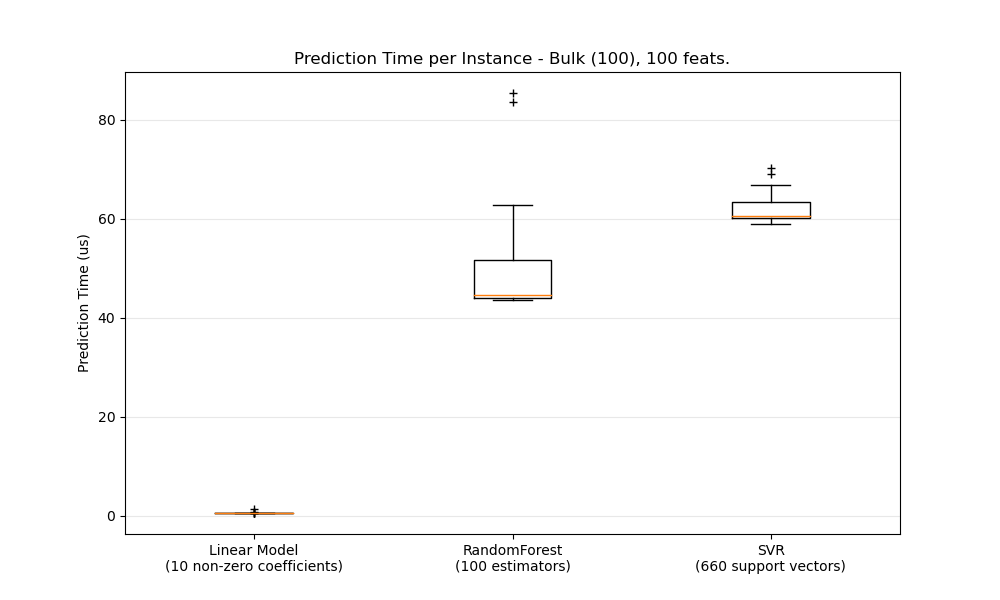 Prediction Time per Instance - Bulk (100), 100 feats.
80
60
40
20
0
Prediction Time (us)
Linear Model
(10 non-zero coefficients)
RandomForest
(100 estimators)
SVR
(660 support vectors)